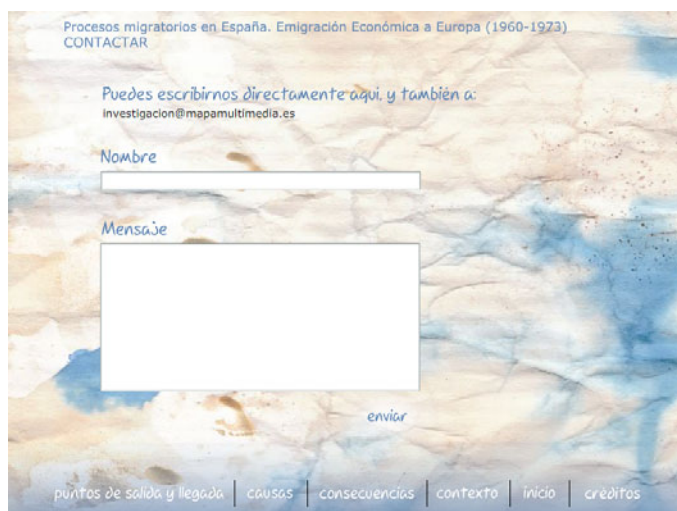 Procesos migratorios en España. Emigración Económica a Europa (1960-1973)
CONTACTAR
Puedes escribirnos directamente aquí, y también a:
investigacion@mapamultimedia.es
Nombre
Mensaje
enviar
puntos de salida y llegada | causas | consecuencias | contexto | inicio | créditos